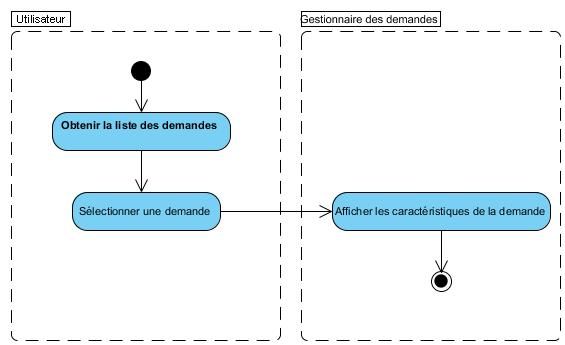 Utilisateur
Gestionnaire des demandes
Obtenir la liste des demandes
Sélectionner une demande
Afficher les caractéristiques de la demande